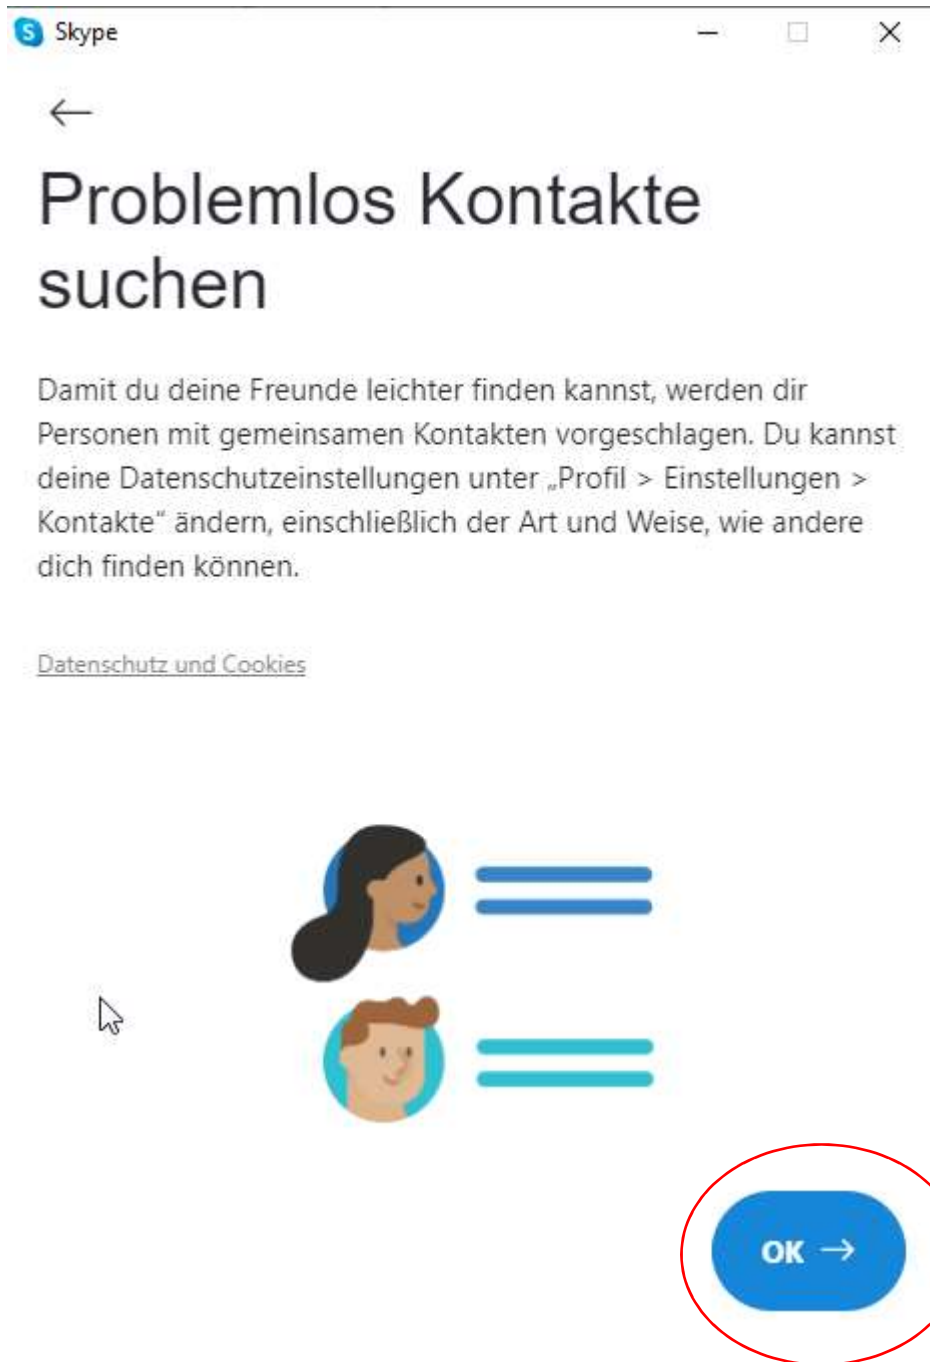 Skype
Problemlos Kontakte
suchen
Damit du deine Freunde leichter finden kannst, werden dir
Personen mit gemeinsamen Kontakten vorgeschlagen. Du kannst
deine Datenschutzeinstellungen unter „Profil > Einstellungen >
Kontakte“ ändern, einschließlich der Art und Weise, wie andere
dich finden können.
Datenschutz und Cookies
OK →